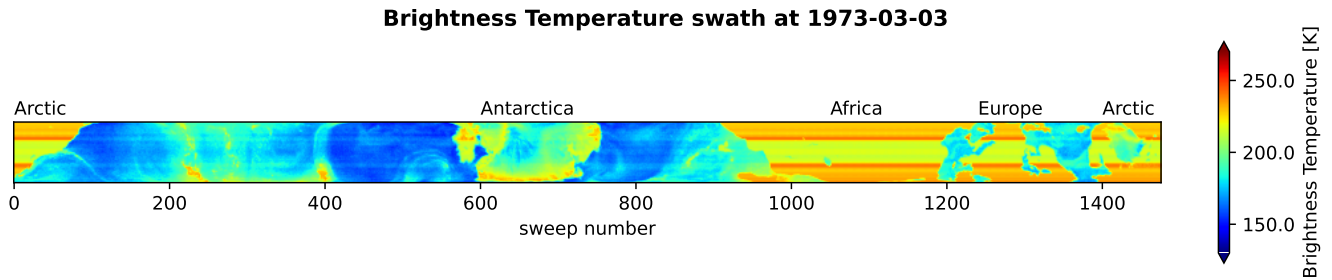 Brightness Temperature swath at 1973-03-03
Arctic Antarctica Africa Europe Arctic
0 200 400 600 800 1000 1200 1400
sweep number
250.0
200.0
150.0
Brightness Temperature [K]